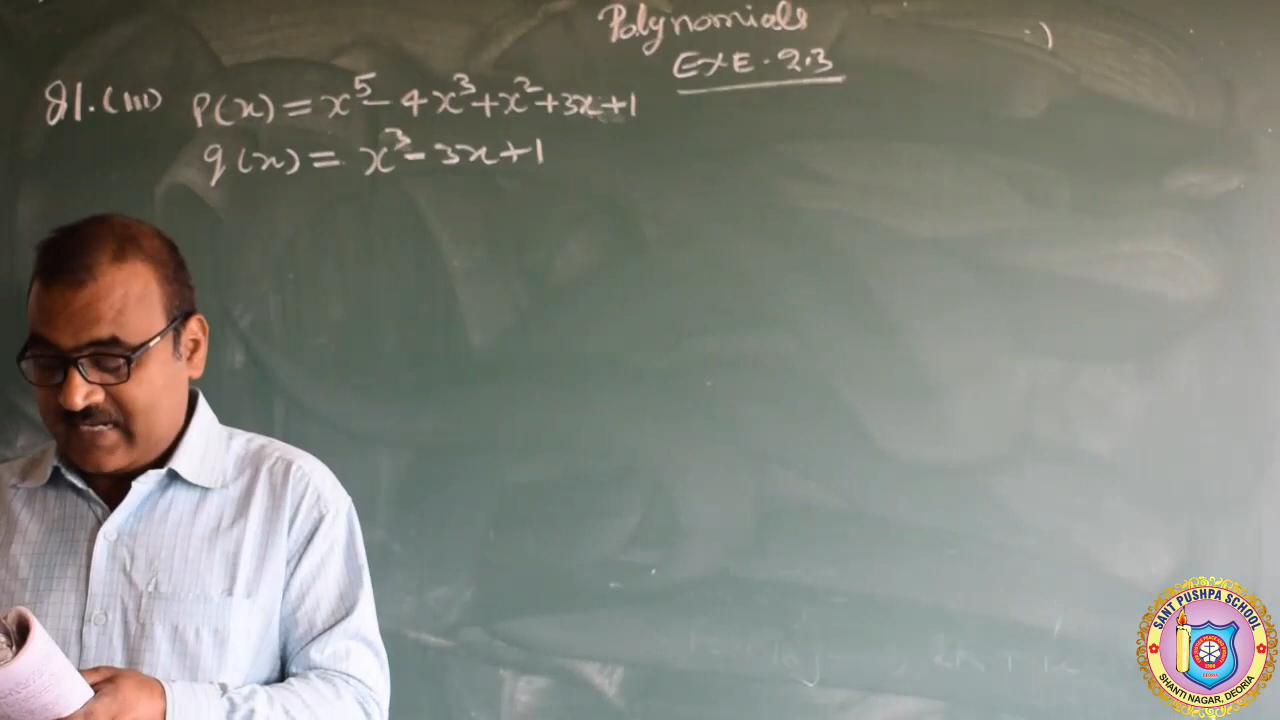 Polynomials
EXE. 2.3
Q1.(III) P(x) = x⁵ - 4x³ + x² + 3x + 1
q(x) = x³ - 3x + 1
SANT PUSHPA SCHOOL
SHANTI NAGAR, DEORIA